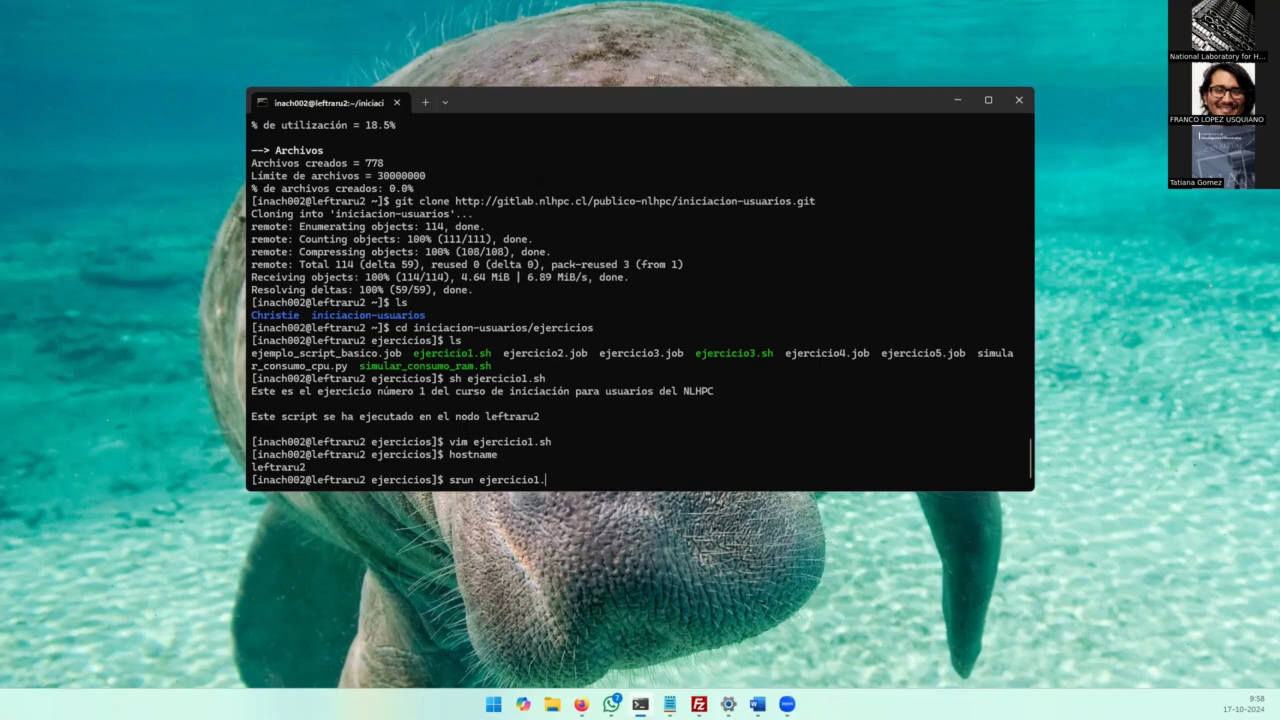 National Laboratory for H...
FRANCO LOPEZ USQUIANO
Tatiana Gomez
inach002@leftraru2:~/iniciaci
% de utilización = 18.5%
--> Archivos
Archivos creados = 778
Límite de archivos = 30000000
% de archivos creados: 0.0%
[inach002@leftraru2 ~]$ git clone http://gitlab.nlhpc.cl/publico-nlhpc/iniciacion-usuarios.git
Cloning into 'iniciacion-usuarios'...
remote: Enumerating objects: 114, done.
remote: Counting objects: 100% (111/111), done.
remote: Compressing objects: 100% (108/108), done.
remote: Total 114 (delta 59), reused 0 (delta 0), pack-reused 3 (from 1)
Receiving objects: 100% (114/114), 4.64 MiB | 6.89 MiB/s, done.
Resolving deltas: 100% (59/59), done.
[inach002@leftraru2 ~]$ ls
Christie iniciacion-usuarios
[inach002@leftraru2 ~]$ cd iniciacion-usuarios/ejercicios
[inach002@leftraru2 ejercicios]$ ls
ejemplo_script_basico.job ejercicio1.sh ejercicio2.job ejercicio3.job ejercicio3.sh ejercicio4.job ejercicio5.job simula
r_consumo_cpu.py simular_consumo_ram.sh
[inach002@leftraru2 ejercicios]$ sh ejercicio1.sh
Este es el ejercicio número 1 del curso de iniciación para usuarios del NLHPC
Este script se ha ejecutado en el nodo leftraru2
[inach002@leftraru2 ejercicios]$ vim ejercicio1.sh
[inach002@leftraru2 ejercicios]$ hostname
leftraru2
[inach002@leftraru2 ejercicios]$ srun ejercicio1.
7
zoom
9:58
17-10-2024